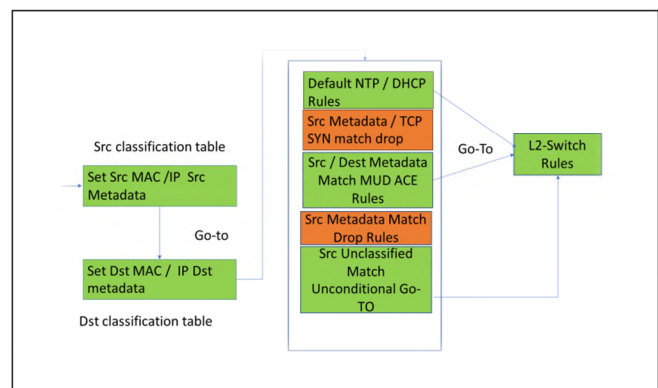 Src classification table
Set Src MAC /IP Src
Metadata
Go-to
Set Dst MAC / IP Dst
metadata
Dst classification table
Default NTP / DHCP
Rules
Src Metadata / TCP
SYN match drop
Src / Dest Metadata
Match MUD ACE
Rules
Src Metadata Match
Drop Rules
Src Unclassified
Match
Unconditional Go-
TO
Go-To
L2-Switch
Rules